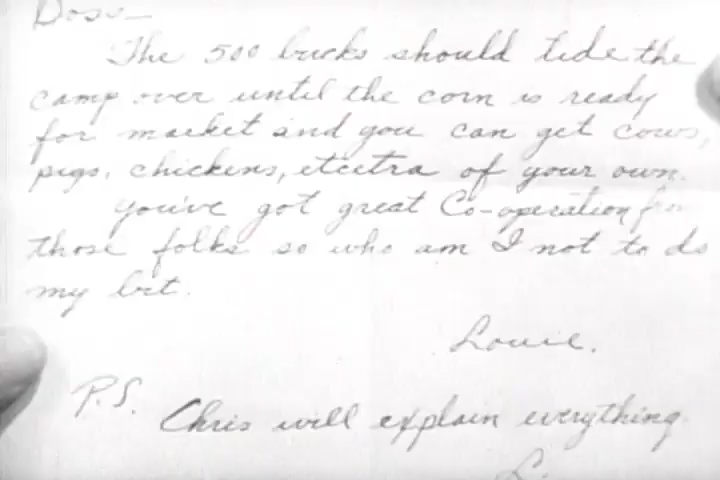 Boss—
The 500 bucks should tide the
camp over until the corn is ready
for market and you can get cows,
pigs, chickens, etcetra of your own.
You've got great Co-operation from
those folks so who am I not to do
my bit.
Louie.
P.S.
Chris will explain everything
L.